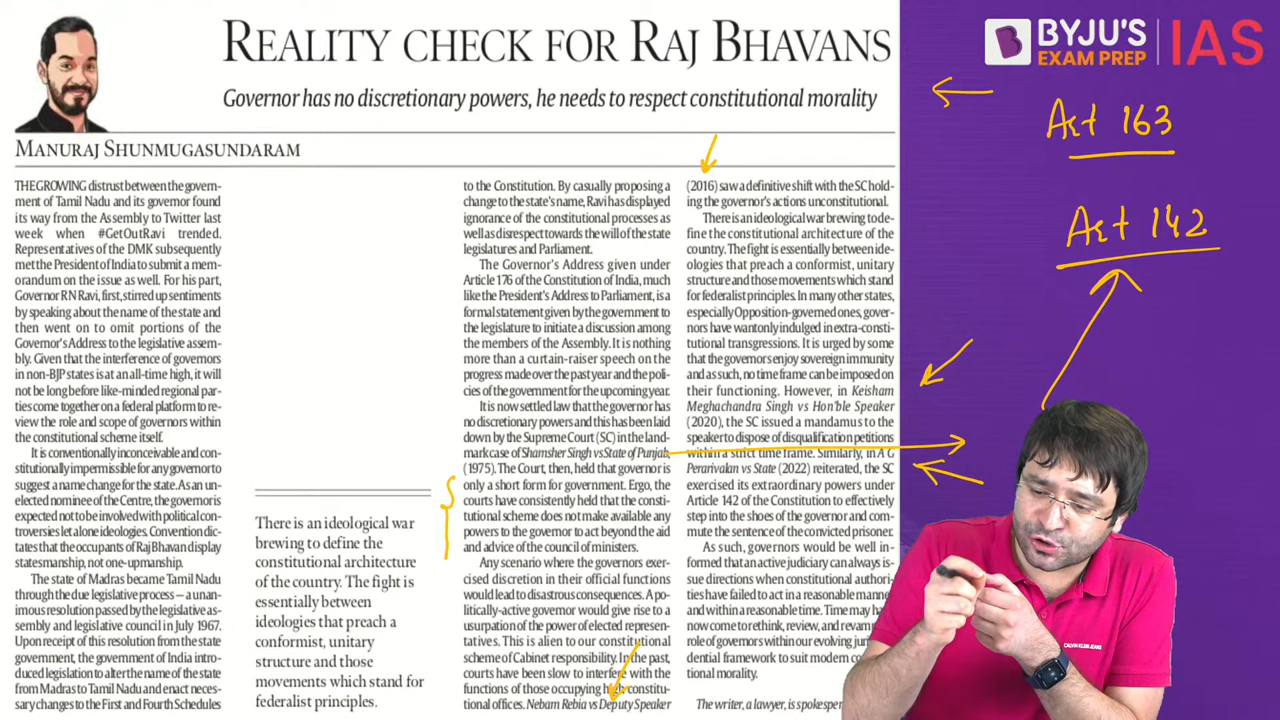 REALITY CHECK FOR RAJ BHAVANS
Governor has no discretionary powers, he needs to respect constitutional morality
MANURAJ SHUNMUGASUNDARAM
THE GROWING distrust between the govern-
ment of Tamil Nadu and its governor found
its way from the Assembly to Twitter last
week when #GetOutRavi trended.
Representatives of the DMK subsequently
met the President of India to submit a mem-
orandum on the issue as well. For his part,
Governor RN Ravi, first, stirred up sentiments
by speaking about the name of the state and
then went on to omit portions of the
Governor's Address to the legislative assem-
bly. Given that the interference of governors
in non-BJP states is at an all-time high, it will
not be long before like-minded regional par-
ties come together on a federal platform to re-
view the role and scope of governors within
the constitutional scheme itself.
It is conventionally inconceivable and con-
stitutionally impermissible for any governor to
suggest a name change for the state. As an un-
elected nominee of the Centre, the governor is
expected not to be involved with political con-
troversies let alone ideologies. Convention dic-
tates that the occupants of Raj Bhavan display
statesmanship, not one-upmanship.
The state of Madras became Tamil Nadu
through the due legislative process — a unan-
imous resolution passed by the legislative as-
sembly and legislative council in July 1967.
Upon receipt of this resolution from the state
government, the government of India intro-
duced legislation to alter the name of the state
from Madras to Tamil Nadu and enact neces-
sary changes to the First and Fourth Schedules
There is an ideological war
brewing to define the
constitutional architecture
of the country. The fight is
essentially between
ideologies that preach a
conformist, unitary
structure and those
movements which stand for
federalist principles.
to the Constitution. By casually proposing a
change to the state's name, Ravi has displayed
ignorance of the constitutional processes as
well as disrespect towards the will of the state
legislatures and Parliament.
The Governor's Address given under
Article 176 of the Constitution of India, much
like the President's Address to Parliament, is a
formal statement given by the government to
the legislature to initiate a discussion among
the members of the Assembly. It is nothing
more than a curtain-raiser speech on the
progress made over the past year and the poli-
cies of the government for the upcoming year.
It is now settled law that the governor has
no discretionary powers and this has been laid
down by the Supreme Court (SC) in the land-
mark case of Shamsher Singh vs State of Punjab,
(1975). The Court, then, held that governor is
only a short form for government. Ergo, the
courts have consistently held that the consti-
tutional scheme does not make available any
powers to the governor to act beyond the aid
and advice of the council of ministers.
Any scenario where the governors exer-
cised discretion in their official functions
would lead to disastrous consequences. A po-
litically-active governor would give rise to a
usurpation of the power of elected represen-
tatives. This is alien to our constitutional
scheme of Cabinet responsibility. In the past,
courts have been slow to interfere with the
functions of those occupying high constitu-
tional offices. Nebam Rebia vs Deputy Speaker
(2016) saw a definitive shift with the SC hold-
ing the governor's actions unconstitutional.
There is an ideological war brewing to de-
fine the constitutional architecture of the
country. The fight is essentially between ide-
ologies that preach a conformist, unitary
structure and those movements which stand
for federalist principles. In many other states,
especially Opposition-governed ones, gover-
nors have wantonly indulged in extra-consti-
tutional transgressions. It is urged by some
that the governors enjoy sovereign immunity
and as such, no time frame can be imposed on
their functioning. However, in Keisham
Meghachandra Singh vs Hon'ble Speaker
(2020), the SC issued a mandamus to the
speaker to dispose of disqualification petitions
within a strict time frame. Similarly, in A G
Perarivalan vs State (2022) reiterated, the SC
exercised its extraordinary powers under
Article 142 of the Constitution to effectively
step into the shoes of the governor and com-
mute the sentence of the convicted prisoner.
As such, governors would be well in-
formed that an active judiciary can always is-
sue directions when constitutional authori-
ties have failed to act in a reasonable manner
and within a reasonable time. Time may
now come to rethink, review, and revamp
role of governors within our evolving
dential framework to suit modern
tional morality.
The writer, a lawyer, is
BYJU'S
EXAM PREP
IAS
Art 163
Art 142
CALVIN KLEIN JEANS